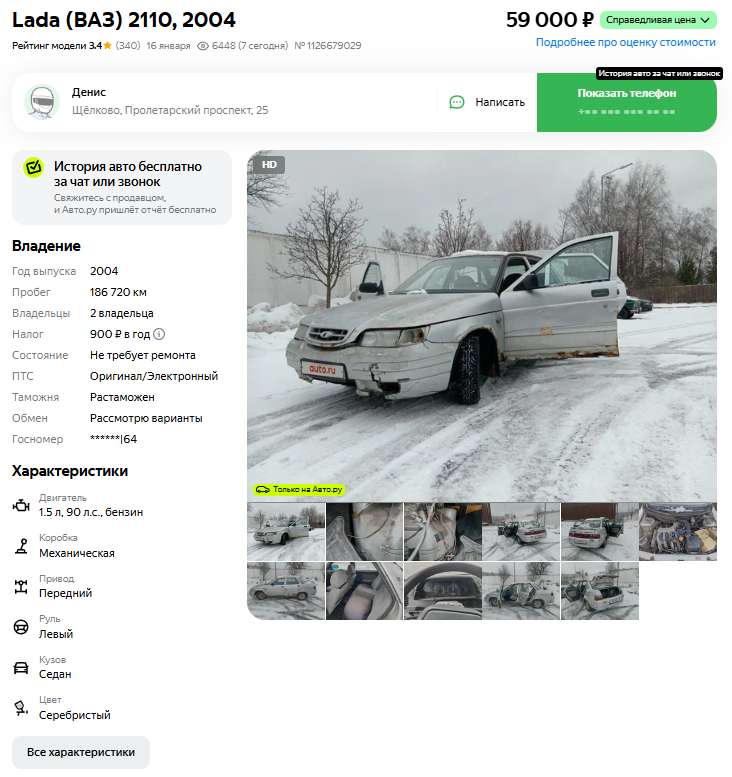 Lada (ВАЗ) 2110, 2004
59 000 ₽ Справедливая цена
Рейтинг модели 3.4 (340) 16 января 6448 (7 сегодня) № 1126679029
Подробнее про оценку стоимости
История авто за чат или звонок
Денис
Щёлково, Пролетарский проспект, 25
Написать
Показать телефон
История авто бесплатно
за чат или звонок
Свяжитесь с продавцом,
и Авто.ру пришлёт отчёт бесплатно
Владение
Год выпуска 2004
Пробег 186 720 км
Владельцы 2 владельца
Налог 900 ₽ в год
Состояние Не требует ремонта
ПТС Оригинал/Электронный
Таможня Растаможен
Обмен Рассмотрю варианты
Госномер ******|64
Характеристики
Двигатель
1.5 л, 90 л.с., бензин
Коробка
Механическая
Привод
Передний
Руль
Левый
Кузов
Седан
Цвет
Серебристый
Все характеристики
HD
auto.ru
Только на Авто.ру